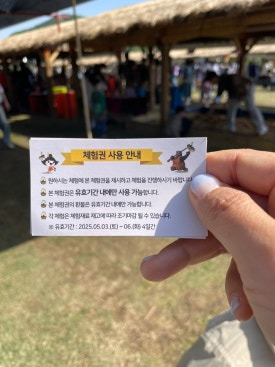 체험권 사용 안내
원하시는 체험에 본 체험권을 제시하고 체험을 진행하시기 바랍니다.
본 체험권은 유효기간 내에만 사용 가능합니다.
본 체험권의 환불은 유효기간 내에만 가능합니다.
각 체험은 체험재료 재고에 따라 조기마감 될 수 있습니다.
※ 유효기간 : 2025.05.03.(토) ~ 06.(화) 4일간